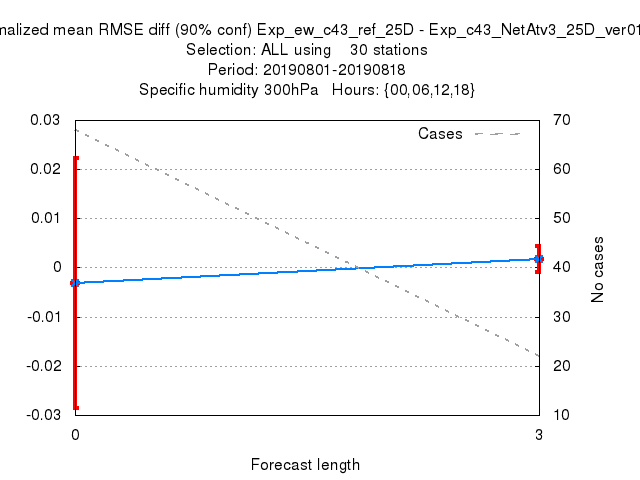 malized mean RMSE diff (90% conf) Exp_ew_c43_ref_25D - Exp_c43_NetAtv3_25D_ver01
Selection: ALL using 30 stations
Period: 20190801-20190818
Specific humidity 300hPa Hours: {00,06,12,18}
0.03 70
Cases
0.02 60
0.01 50
0 40
-0.01 30
-0.02 20
-0.03 10
No cases
0 3
Forecast length